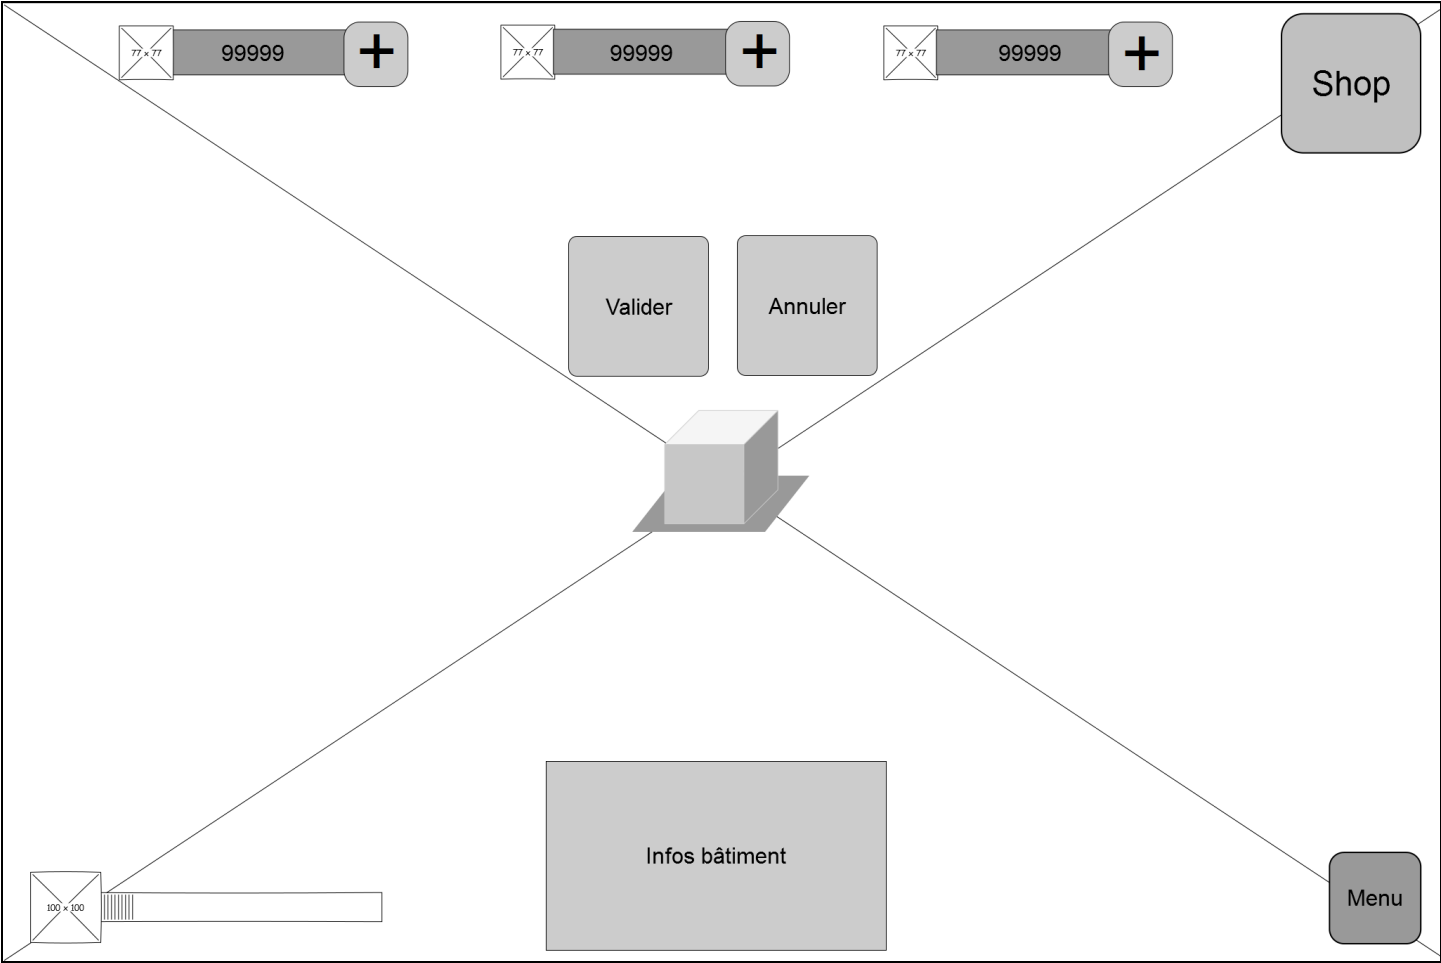 77 × 77 99999 +
77 × 77 99999 +
77 × 77 99999 +
Shop
Valider
Annuler
Infos bâtiment
100 × 100
Menu